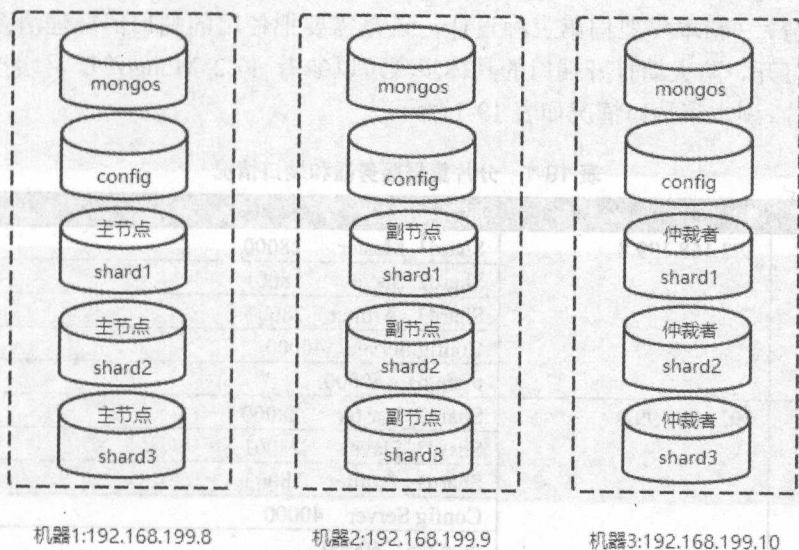 mongos
config
主节点
shard1
主节点
shard2
主节点
shard3
机器1:192.168.199.8
mongos
config
副节点
shard1
副节点
shard2
副节点
shard3
机器2:192.168.199.9
mongos
config
仲裁者
shard1
仲裁者
shard2
仲裁者
shard3
机器3:192.168.199.10
Config Server 40000